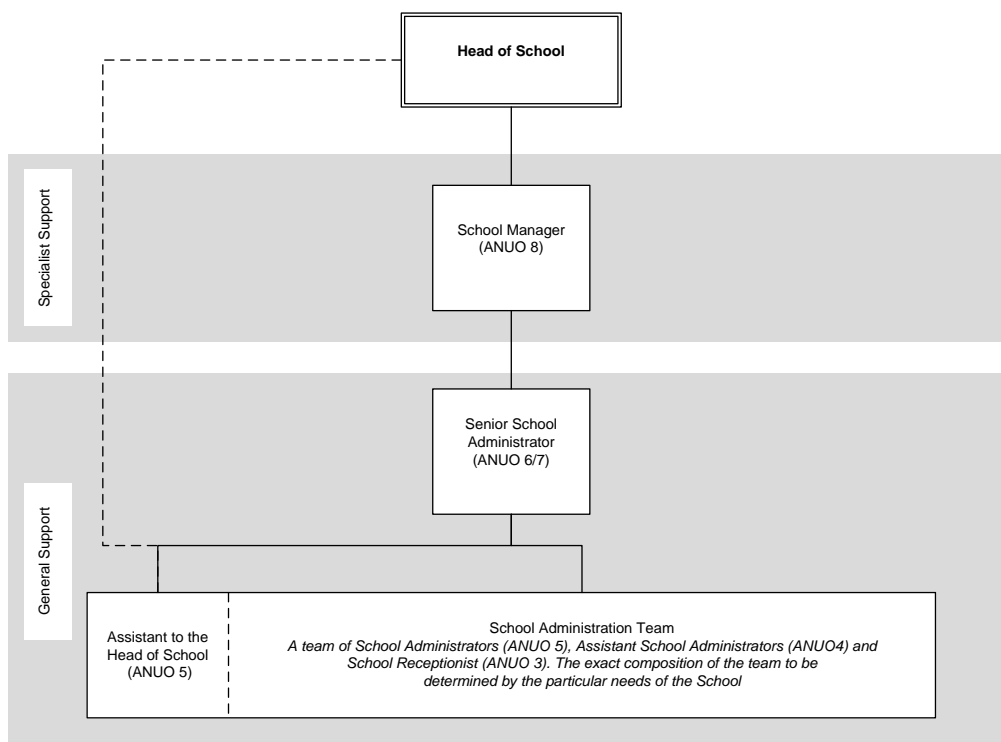 Head of School
Specialist Support
School Manager
(ANUO 8)
General Support
Senior School
Administrator
(ANUO 6/7)
Assistant to the
Head of School
(ANUO 5)
School Administration Team
A team of School Administrators (ANUO 5), Assistant School Administrators (ANUO4) and
School Receptionist (ANUO 3). The exact composition of the team to be
determined by the particular needs of the School